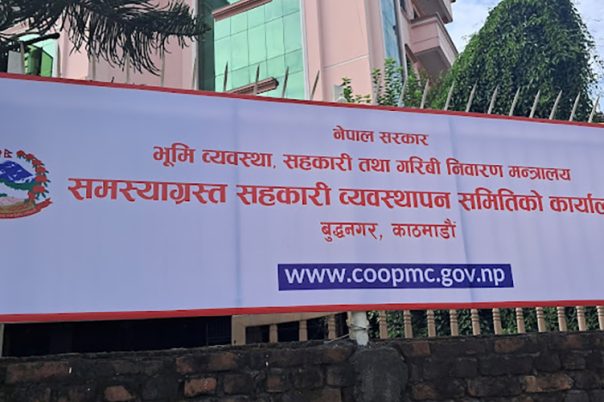 नेपाल सरकार
भूमि व्यवस्था, सहकारी तथा गरिबी निवारण मन्त्रालय
समस्याग्रस्त सहकारी व्यवस्थापन समितिको
बुद्धनगर, काठमाडौं
www.coopmc.gov.np